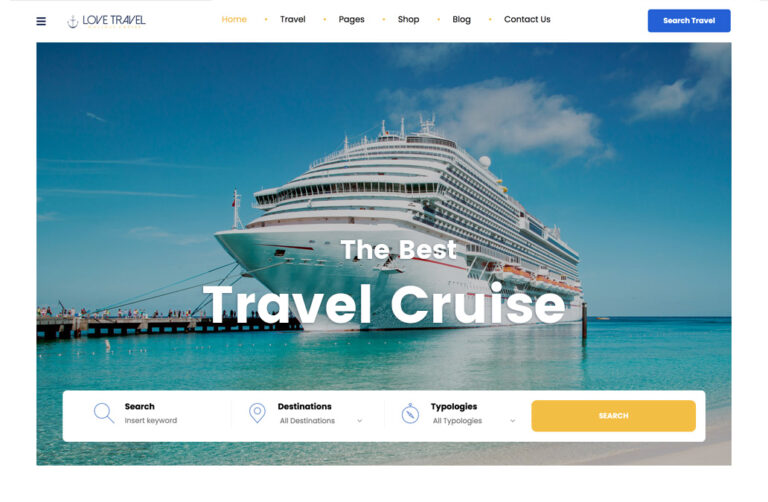 LOVE TRAVEL
Home
Travel
Pages
Shop
Blog
Contact Us
Search Travel
The Best
Travel Cruise
Search
Insert keyword
Destinations
All Destinations
Typologies
All Typologies
SEARCH